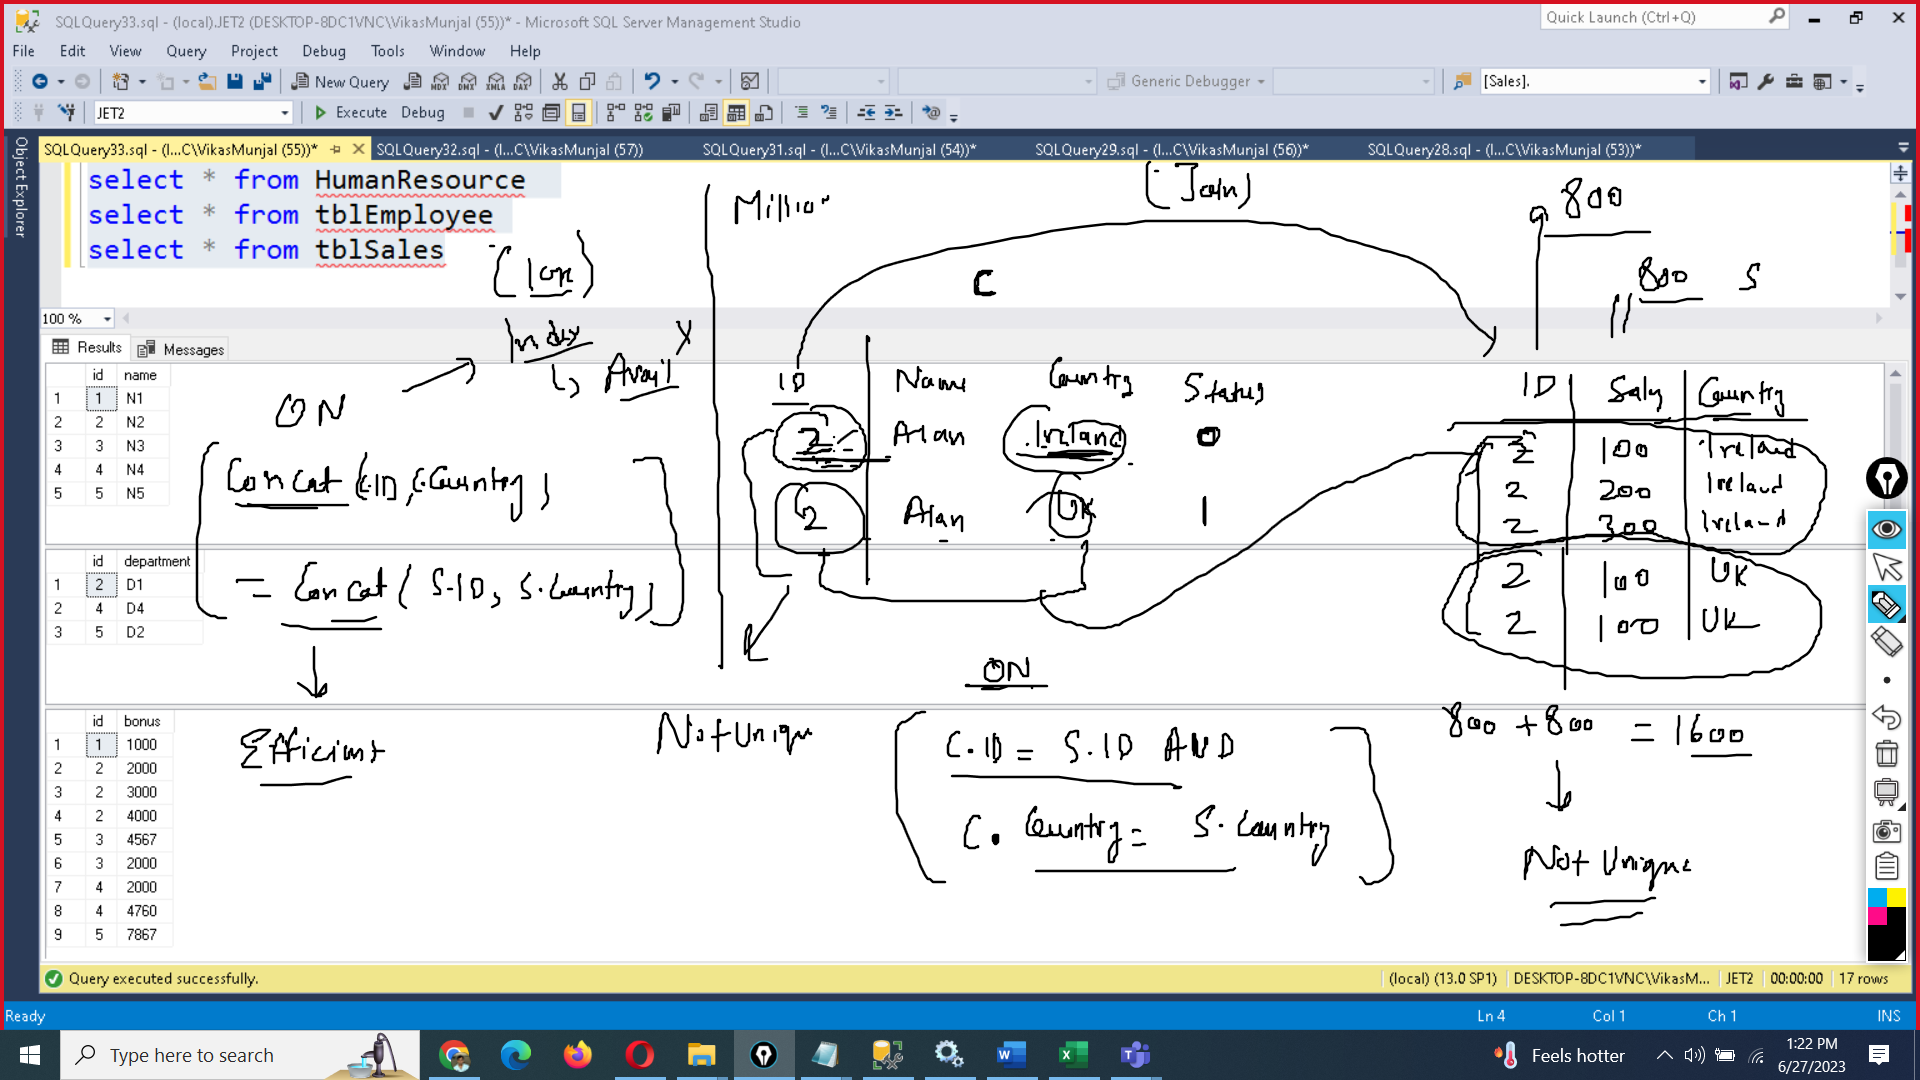 SQLQuery33.sql - (local).JET2 (DESKTOP-8DC1VNC\VikasMunjal (55))* - Microsoft SQL Server Management Studio
Quick Launch (Ctrl+Q)
File Edit View Query Project Debug Tools Window Help
New Query
MDX DMX XMLA DAX
Generic Debugger
[Sales].
JET2
Execute Debug
Object Explorer
SQLQuery33.sql - (l...C\VikasMunjal (55))*
SQLQuery32.sql - (l...C\VikasMunjal (57))
SQLQuery31.sql - (l...C\VikasMunjal (54))*
SQLQuery29.sql - (l...C\VikasMunjal (56))*
SQLQuery28.sql - (l...C\VikasMunjal (53))*
select * from HumanResource
select * from tblEmployee
select * from tblSales
Million
(Join)
800
800 S
C
Index X
Avail
100 %
Results Messages
id name
1 1 N1
2 2 N2
3 3 N3
4 4 N4
5 5 N5
id department
1 2 D1
2 4 D4
3 5 D2
id bonus
1 1 1000
2 2 2000
3 2 3000
4 2 4000
5 3 4567
6 3 2000
7 4 2000
8 4 4760
9 5 7867
ON
Concat (C.ID, C.Country)
= Concat ( S.ID, S.Country)
Efficient
ID Name Country Status
2 Alan Ireland 0
2 Alan UK 1
ID Saly Country
2 100 Ireland
2 200 Ireland
2 300 Ireland
2 100 UK
2 100 UK
ON
Not Unique
C.ID = S.ID AND
C. Country = S. Country
800 + 800 = 1600
Not Unique
Query executed successfully.
(local) (13.0 SP1) DESKTOP-8DC1VNC\VikasM... JET2 00:00:00 17 rows
Ready
Ln 4 Col 1 Ch 1 INS
Type here to search
Feels hotter
1:22 PM
6/27/2023